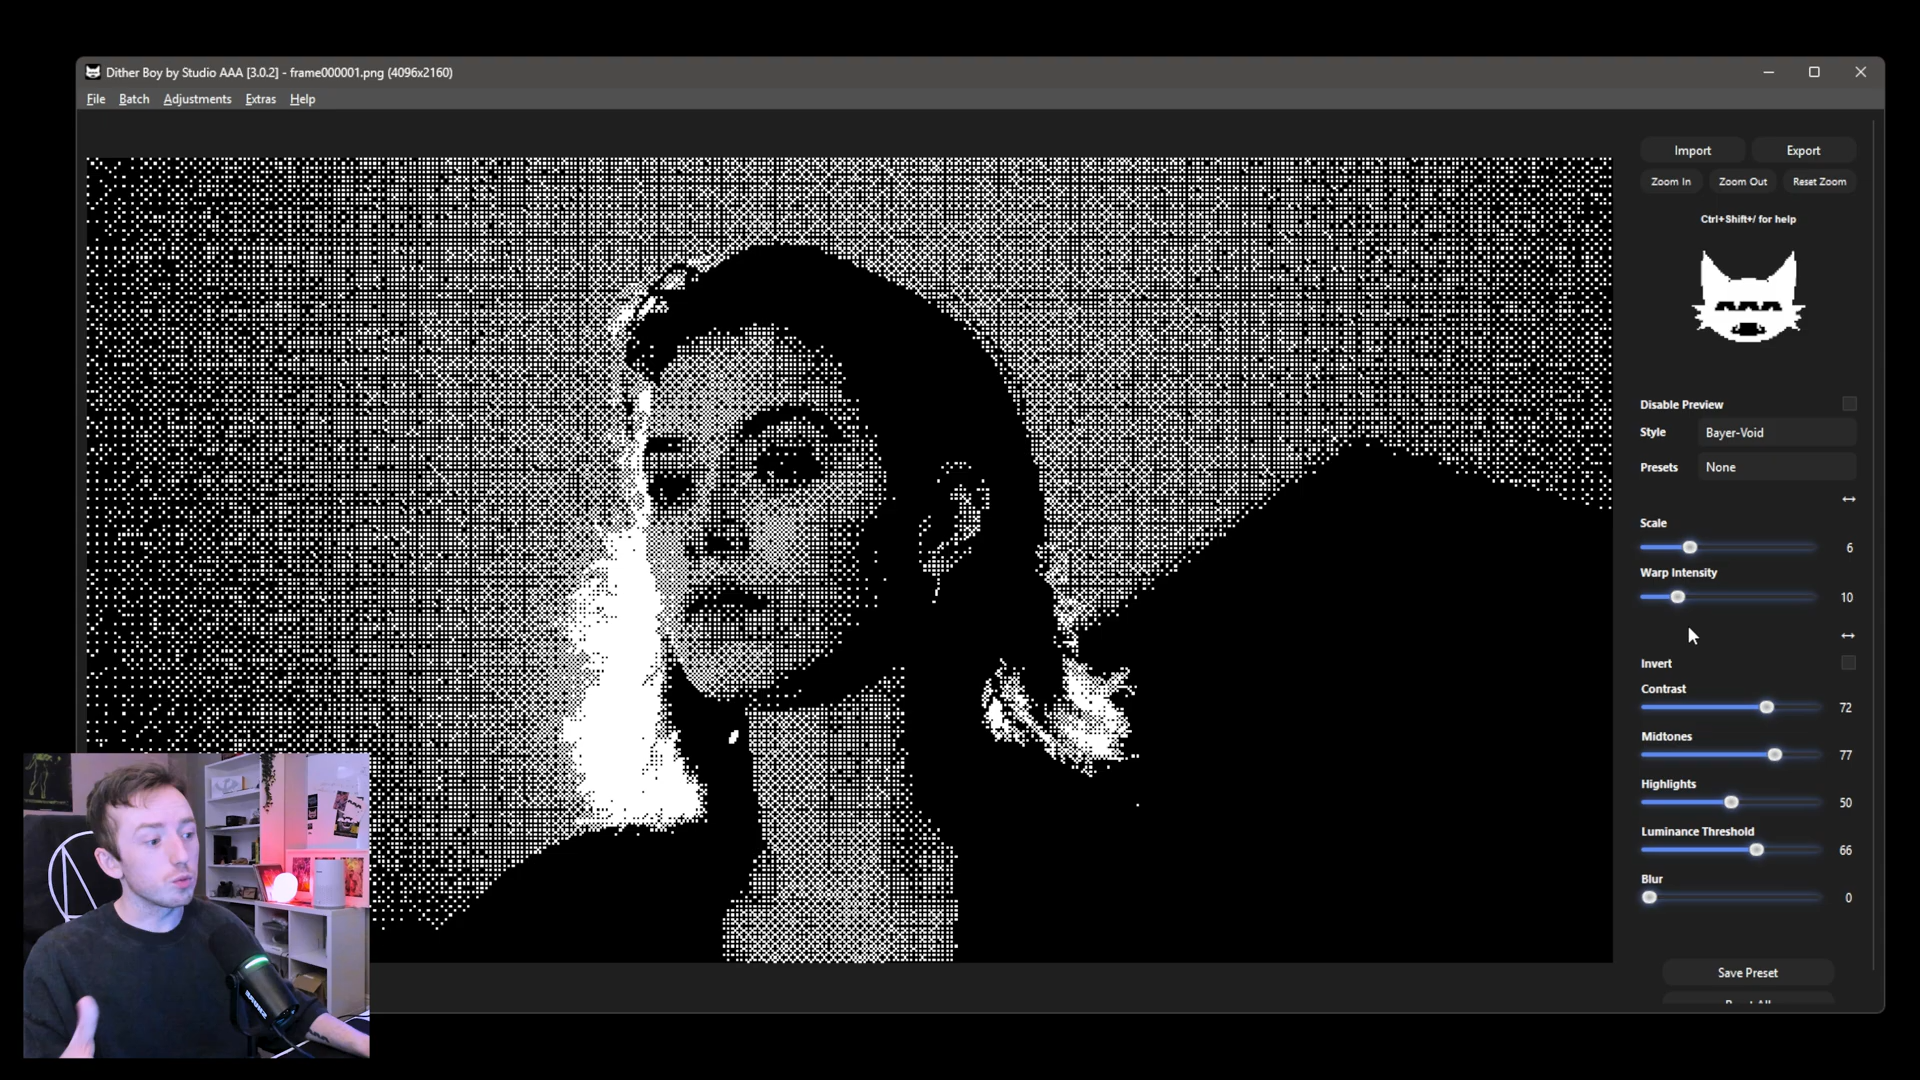 Dither Boy by Studio AAA [3.0.2] - frame000001.png (4096x2160)
File Batch Adjustments Extras Help
Import Export
Zoom In Zoom Out Reset Zoom
Ctrl+Shift+/ for help
Disable Preview
Style Bayer-Void
Presets None
Scale
6
Warp Intensity
10
Invert
Contrast
72
Midtones
77
Highlights
50
Luminance Threshold
66
Blur
0
Save Preset
Reset All